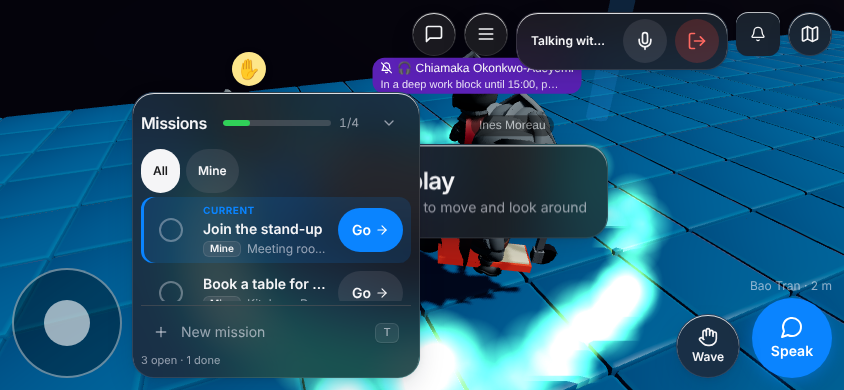 Talking wit...
Chiamaka Okonkwo-Adeyemi
In a deep work block until 15:00, p...
Ines Moreau
Missions
1/4
All
Mine
play
to move and look around
CURRENT
Join the stand-up
Mine
Meeting roo...
Go
Book a table for ...
Go
New mission
T
3 open · 1 done
Bao Tran · 2 m
Wave
Speak